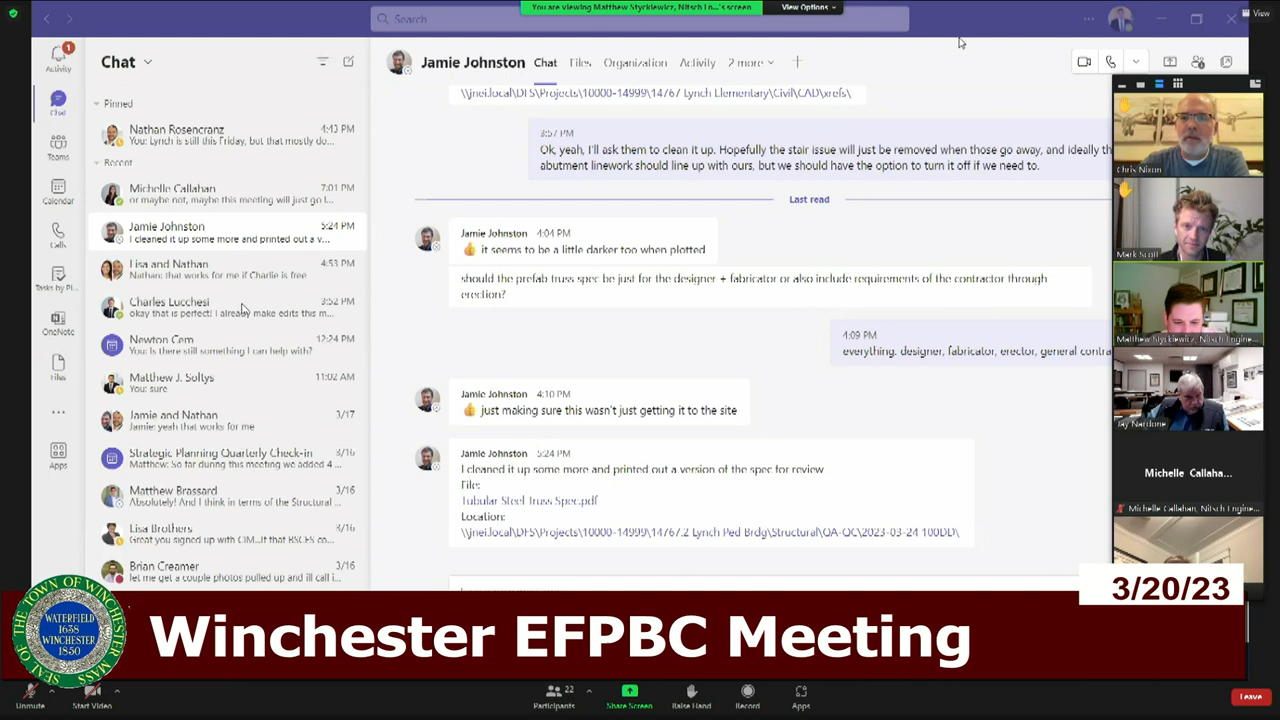 You are viewing Matthew Styckiewicz, Nitsch En...'s screen
View Options
View
Search
Activity
1
Chat
Teams
Calendar
Calls
Tasks by Pl...
OneNote
Files
Apps
Chat
Pinned
Nathan Rosencranz 4:43 PM
You: Lynch is still this Friday, but that mostly do...
Recent
Michelle Callahan 7:01 PM
or maybe not, maybe this meeting will just go l...
Jamie Johnston 5:24 PM
I cleaned it up some more and printed out a v...
Lisa and Nathan 4:53 PM
Nathan: that works for me if Charlie is free
Charles Lucchesi 3:52 PM
okay that is perfect! I already make edits this m...
Newton Cem 12:24 PM
You: Is there still something I can help with?
Matthew J. Soltys 11:02 AM
You: sure
Jamie and Nathan 3/17
Jamie: yeah that works for me
Strategic Planning Quarterly Check-in 3/16
Matthew: So far during this meeting we added 4 ...
Matthew Brassard 3/16
Absolutely! And I think in terms of the Structural ...
Lisa Brothers 3/16
Great you signed up with
Brian Creamer 3/16
let me get a couple photos pulled up and ill call i...
Jamie Johnston Chat Files Organization Activity 2 more
\\jnei.local\DFS\Projects\10000-14999\14767 Lynch Elementary\Civil\CAD\xrefs\
3:57 PM
Ok, yeah, I'll ask them to clean it up. Hopefully the stair issue will just be removed when those go away, and ideally th
abutment linework should line up with ours, but we should have the option to turn it off if we need to.
Last read
Jamie Johnston 4:04 PM
👍 it seems to be a little darker too when plotted
should the prefab truss spec be just for the designer + fabricator or also include requirements of the contractor through
erection?
4:09 PM
everything. designer, fabricator, erector, general contra
Jamie Johnston 4:10 PM
👍 just making sure this wasn't just getting it to the site
Jamie Johnston 5:24 PM
I cleaned it up some more and printed out a version of the spec for review
File:
Tubular Steel Truss Spec.pdf
Location:
\\jnei.local\DFS\Projects\10000-14999\14767.2 Lynch Ped Brdg\Structural\QA-QC\2023-03-24 100DD\
Chris Nixon
Mark Scott
Matthew Styckiewicz, Nitsch Engine...
Jay Nardone
Michelle Callaha...
Michelle Callahan, Nitsch Engine...
3/20/23
Winchester EFPBC Meeting
THE TOWN OF WINCHESTER MASS SEAL OF
WATERFIELD
1638
WINCHESTER
1850
Unmute
Start Video
Participants 22
Share Screen
Raise Hand
Record
Apps
Leave